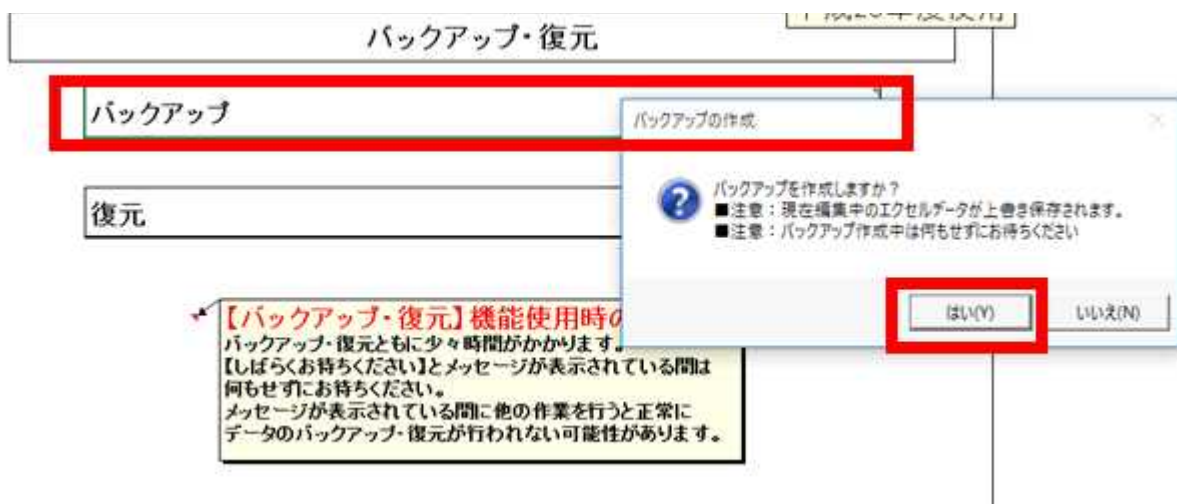 バックアップ・復元
バックアップ
バックアップの作成
バックアップを作成しますか？
■注意：現在編集中のエクセルデータが上書き保存されます。
■注意：バックアップ作成中は何もせずにお待ちください
復元
はい(Y)
いいえ(N)
【バックアップ・復元】機能使用時の
バックアップ・復元ともに少々時間がかかります。
【しばらくお待ちください】とメッセージが表示されている間は
何もせずにお待ちください。
メッセージが表示されている間に他の作業を行うと正常に
データのバックアップ・復元が行われない可能性があります。